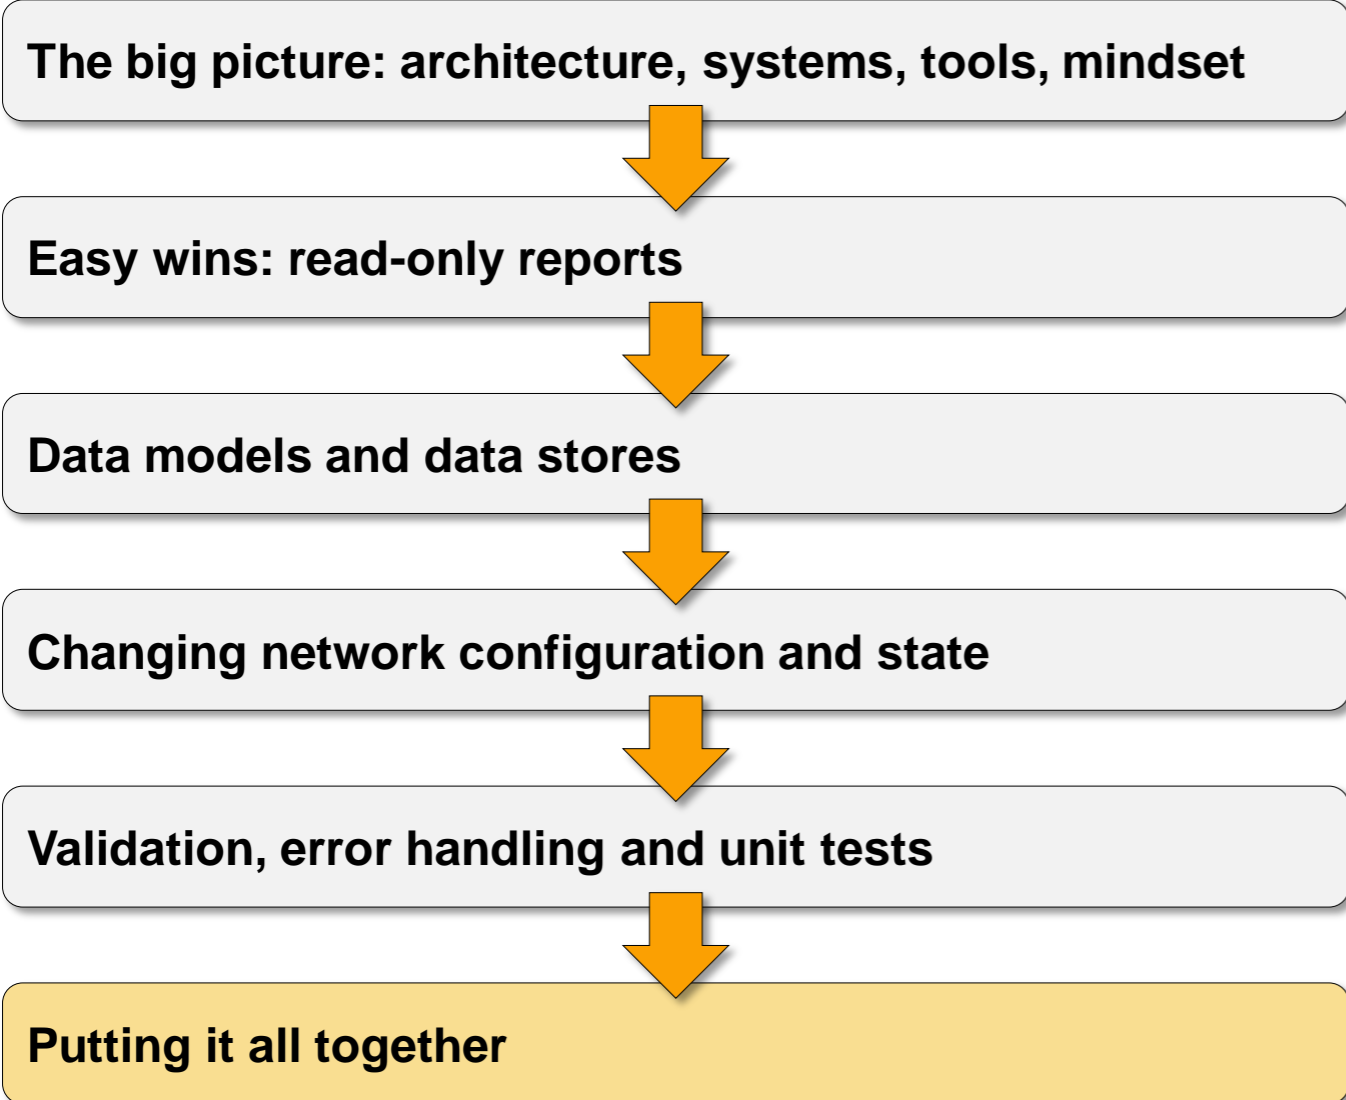 The big picture: architecture, systems, tools, mindset
Easy wins: read-only reports
Data models and data stores
Changing network configuration and state
Validation, error handling and unit tests
Putting it all together